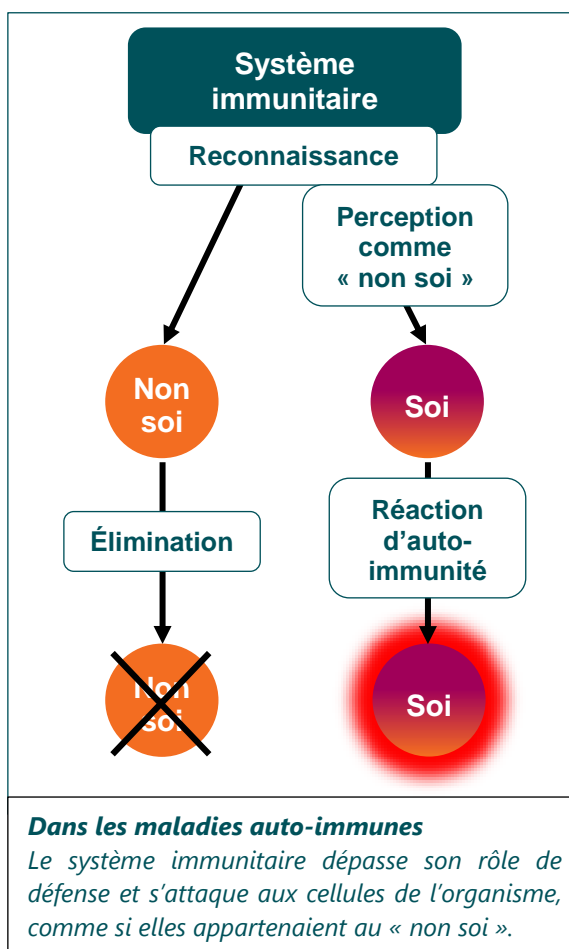 Système
immunitaire
Reconnaissance
Perception
comme
« non soi »
Non
soi
Soi
Élimination
Réaction
d'auto-
immunité
Non
soi
Soi
Dans les maladies auto-immunes
Le système immunitaire dépasse son rôle de
défense et s'attaque aux cellules de l'organisme,
comme si elles appartenaient au « non soi ».